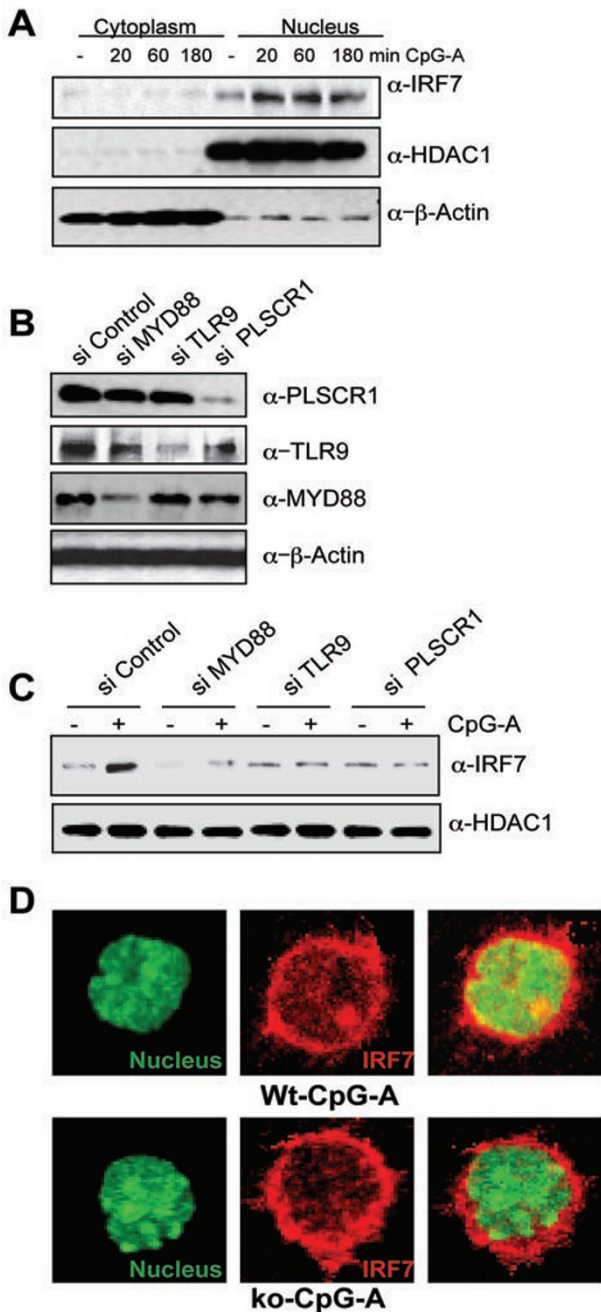 A
Cytoplasm Nucleus
- 20 60 180 - 20 60 180 min CpG-A
α-IRF7
α-HDAC1
α-β-Actin
B
si Control
si MYD88
si TLR9
si PLSCR1
α-PLSCR1
α-TLR9
α-MYD88
α-β-Actin
C
si Control
si MYD88
si TLR9
si PLSCR1
- + - + - + - + CpG-A
α-IRF7
α-HDAC1
D
Nucleus IRF7
Wt-CpG-A
Nucleus IRF7
ko-CpG-A